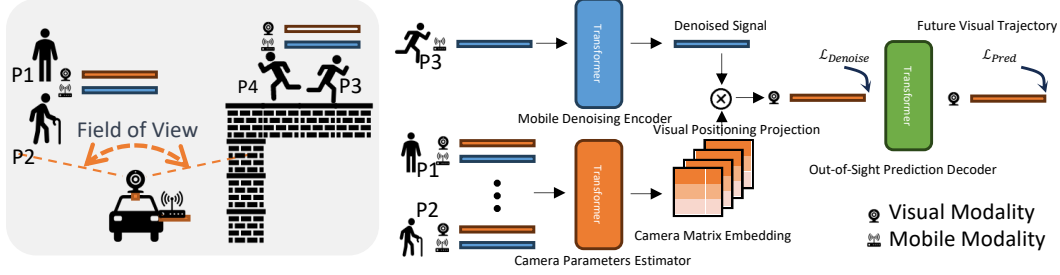 P1
P2
Field of View
P4
P3
P3
Transformer
Mobile Denoising Encoder
Denoised Signal
Visual Positioning Projection
P1
P2
Transformer
Camera Parameters Estimator
Camera Matrix Embedding
ℒ_Denoise
Transformer
Out-of-Sight Prediction Decoder
Future Visual Trajectory
ℒ_Pred
Visual Modality
Mobile Modality